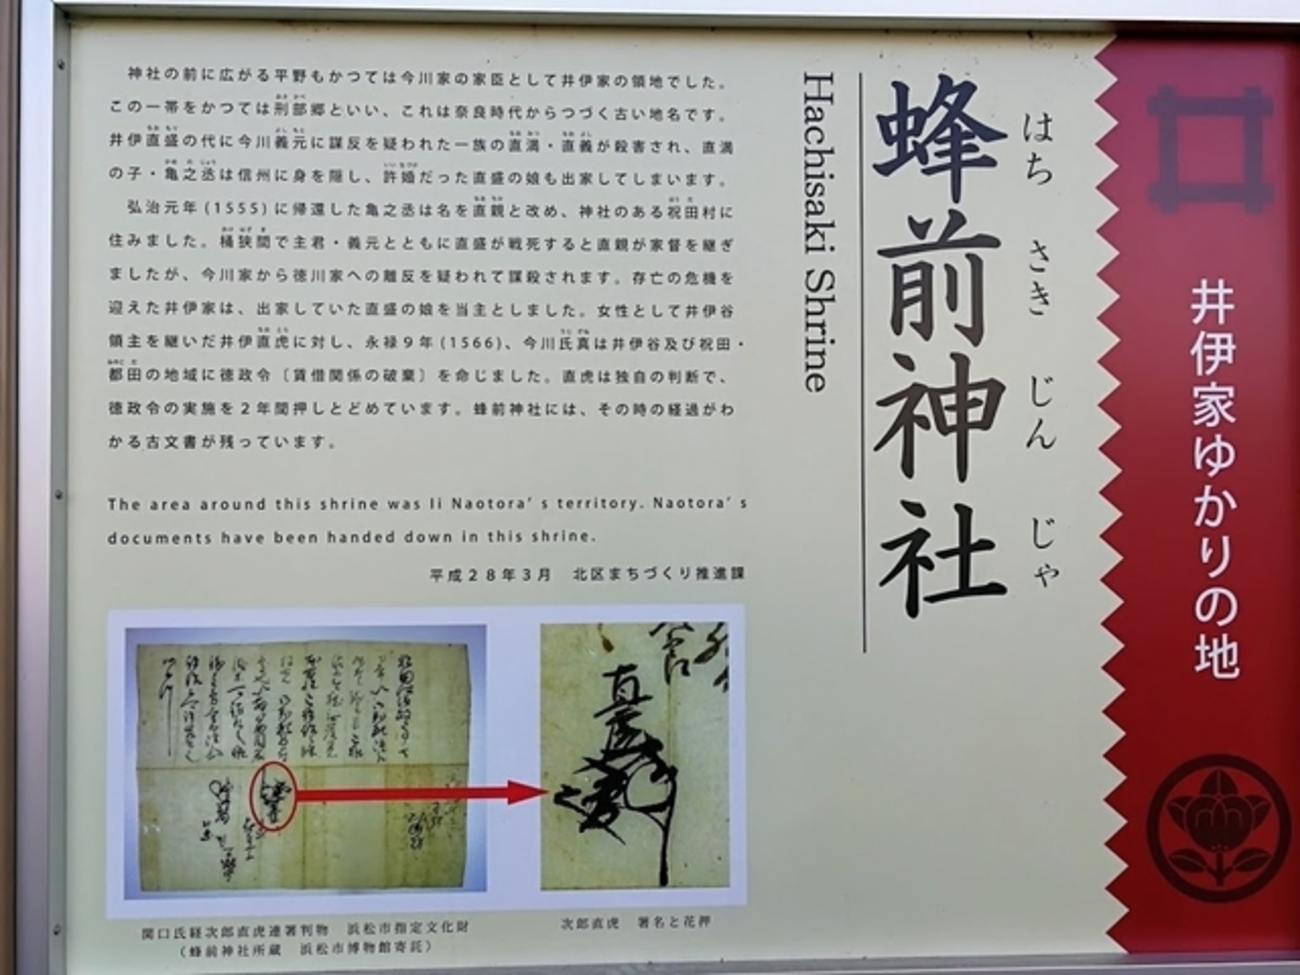 井伊家ゆかりの地
蜂前神社
はち さき じん じゃ
Hachisaki Shrine
神社の前に広がる平野もかつては今川家の家臣として井伊家の領地でした。
この一帯をかつては刑部郷といい、これは奈良時代からつづく古い地名です。
井伊直盛の代に今川義元に謀反を疑われた一族の直満・直義が殺害され、直満
の子・亀之丞は信州に身を隠し、許婚だった直盛の娘も出家してしまいます。
弘治元年(1555)に帰還した亀之丞は名を直親と改め、神社のある祝田村に
住みました。桶狭間で主君・義元とともに直盛が戦死すると直親が家督を継ぎ
ましたが、今川家から徳川家への離反を疑われて謀殺されます。存亡の危機を
迎えた井伊家は、出家していた直盛の娘を当主としました。女性として井伊谷
領主を継いだ井伊直虎に対し、永禄9年(1566)、今川氏真は井伊谷及び祝田・
都田の地域に徳政令〔賃借関係の破棄〕を命じました。直虎は独自の判断で、
徳政令の実施を2年間押しとどめています。蜂前神社には、その時の経過がわ
かる古文書が残っています。
The area around this shrine was Ii Naotora's territory. Naotora's
documents have been handed down in this shrine.
平成28年3月 北区まちづくり推進課
関口氏経次郎直虎連署判物 浜松市指定文化財
(蜂前神社所蔵 浜松市博物館寄託)
次郎直虎 署名と花押